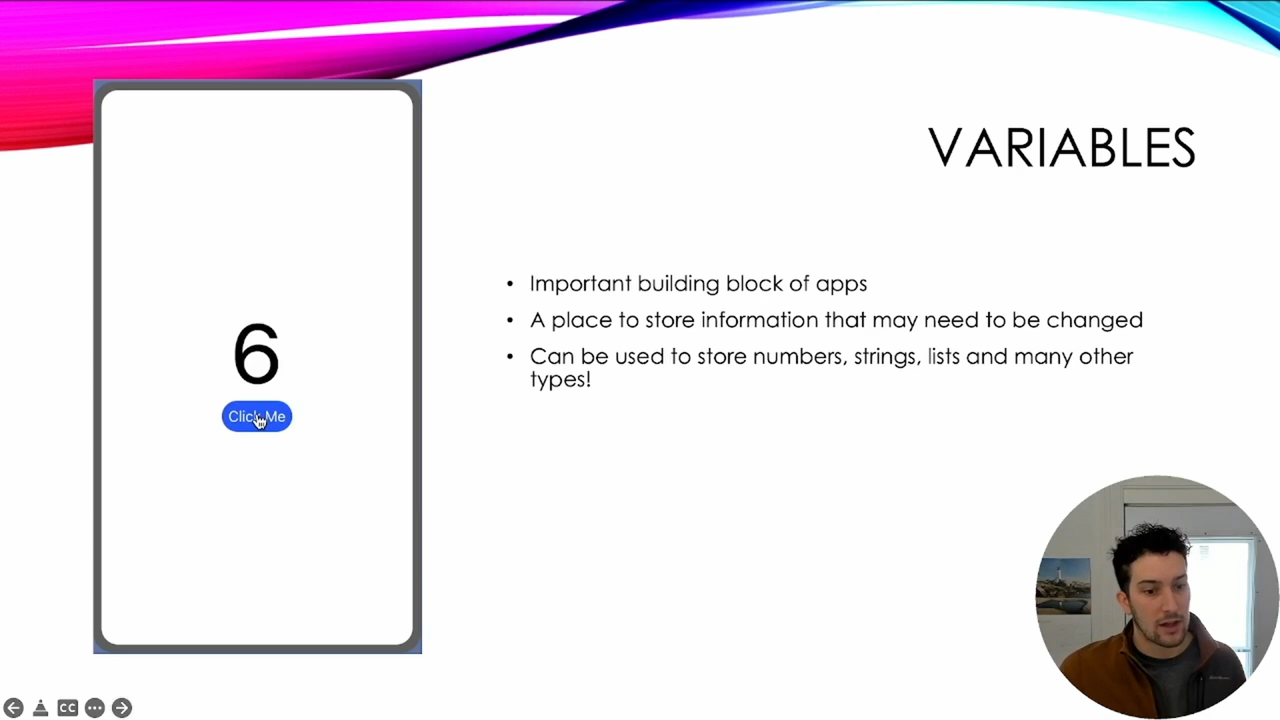 VARIABLES
• Important building block of apps
• A place to store information that may need to be changed
• Can be used to store numbers, strings, lists and many other
types!
6
Click Me
CC